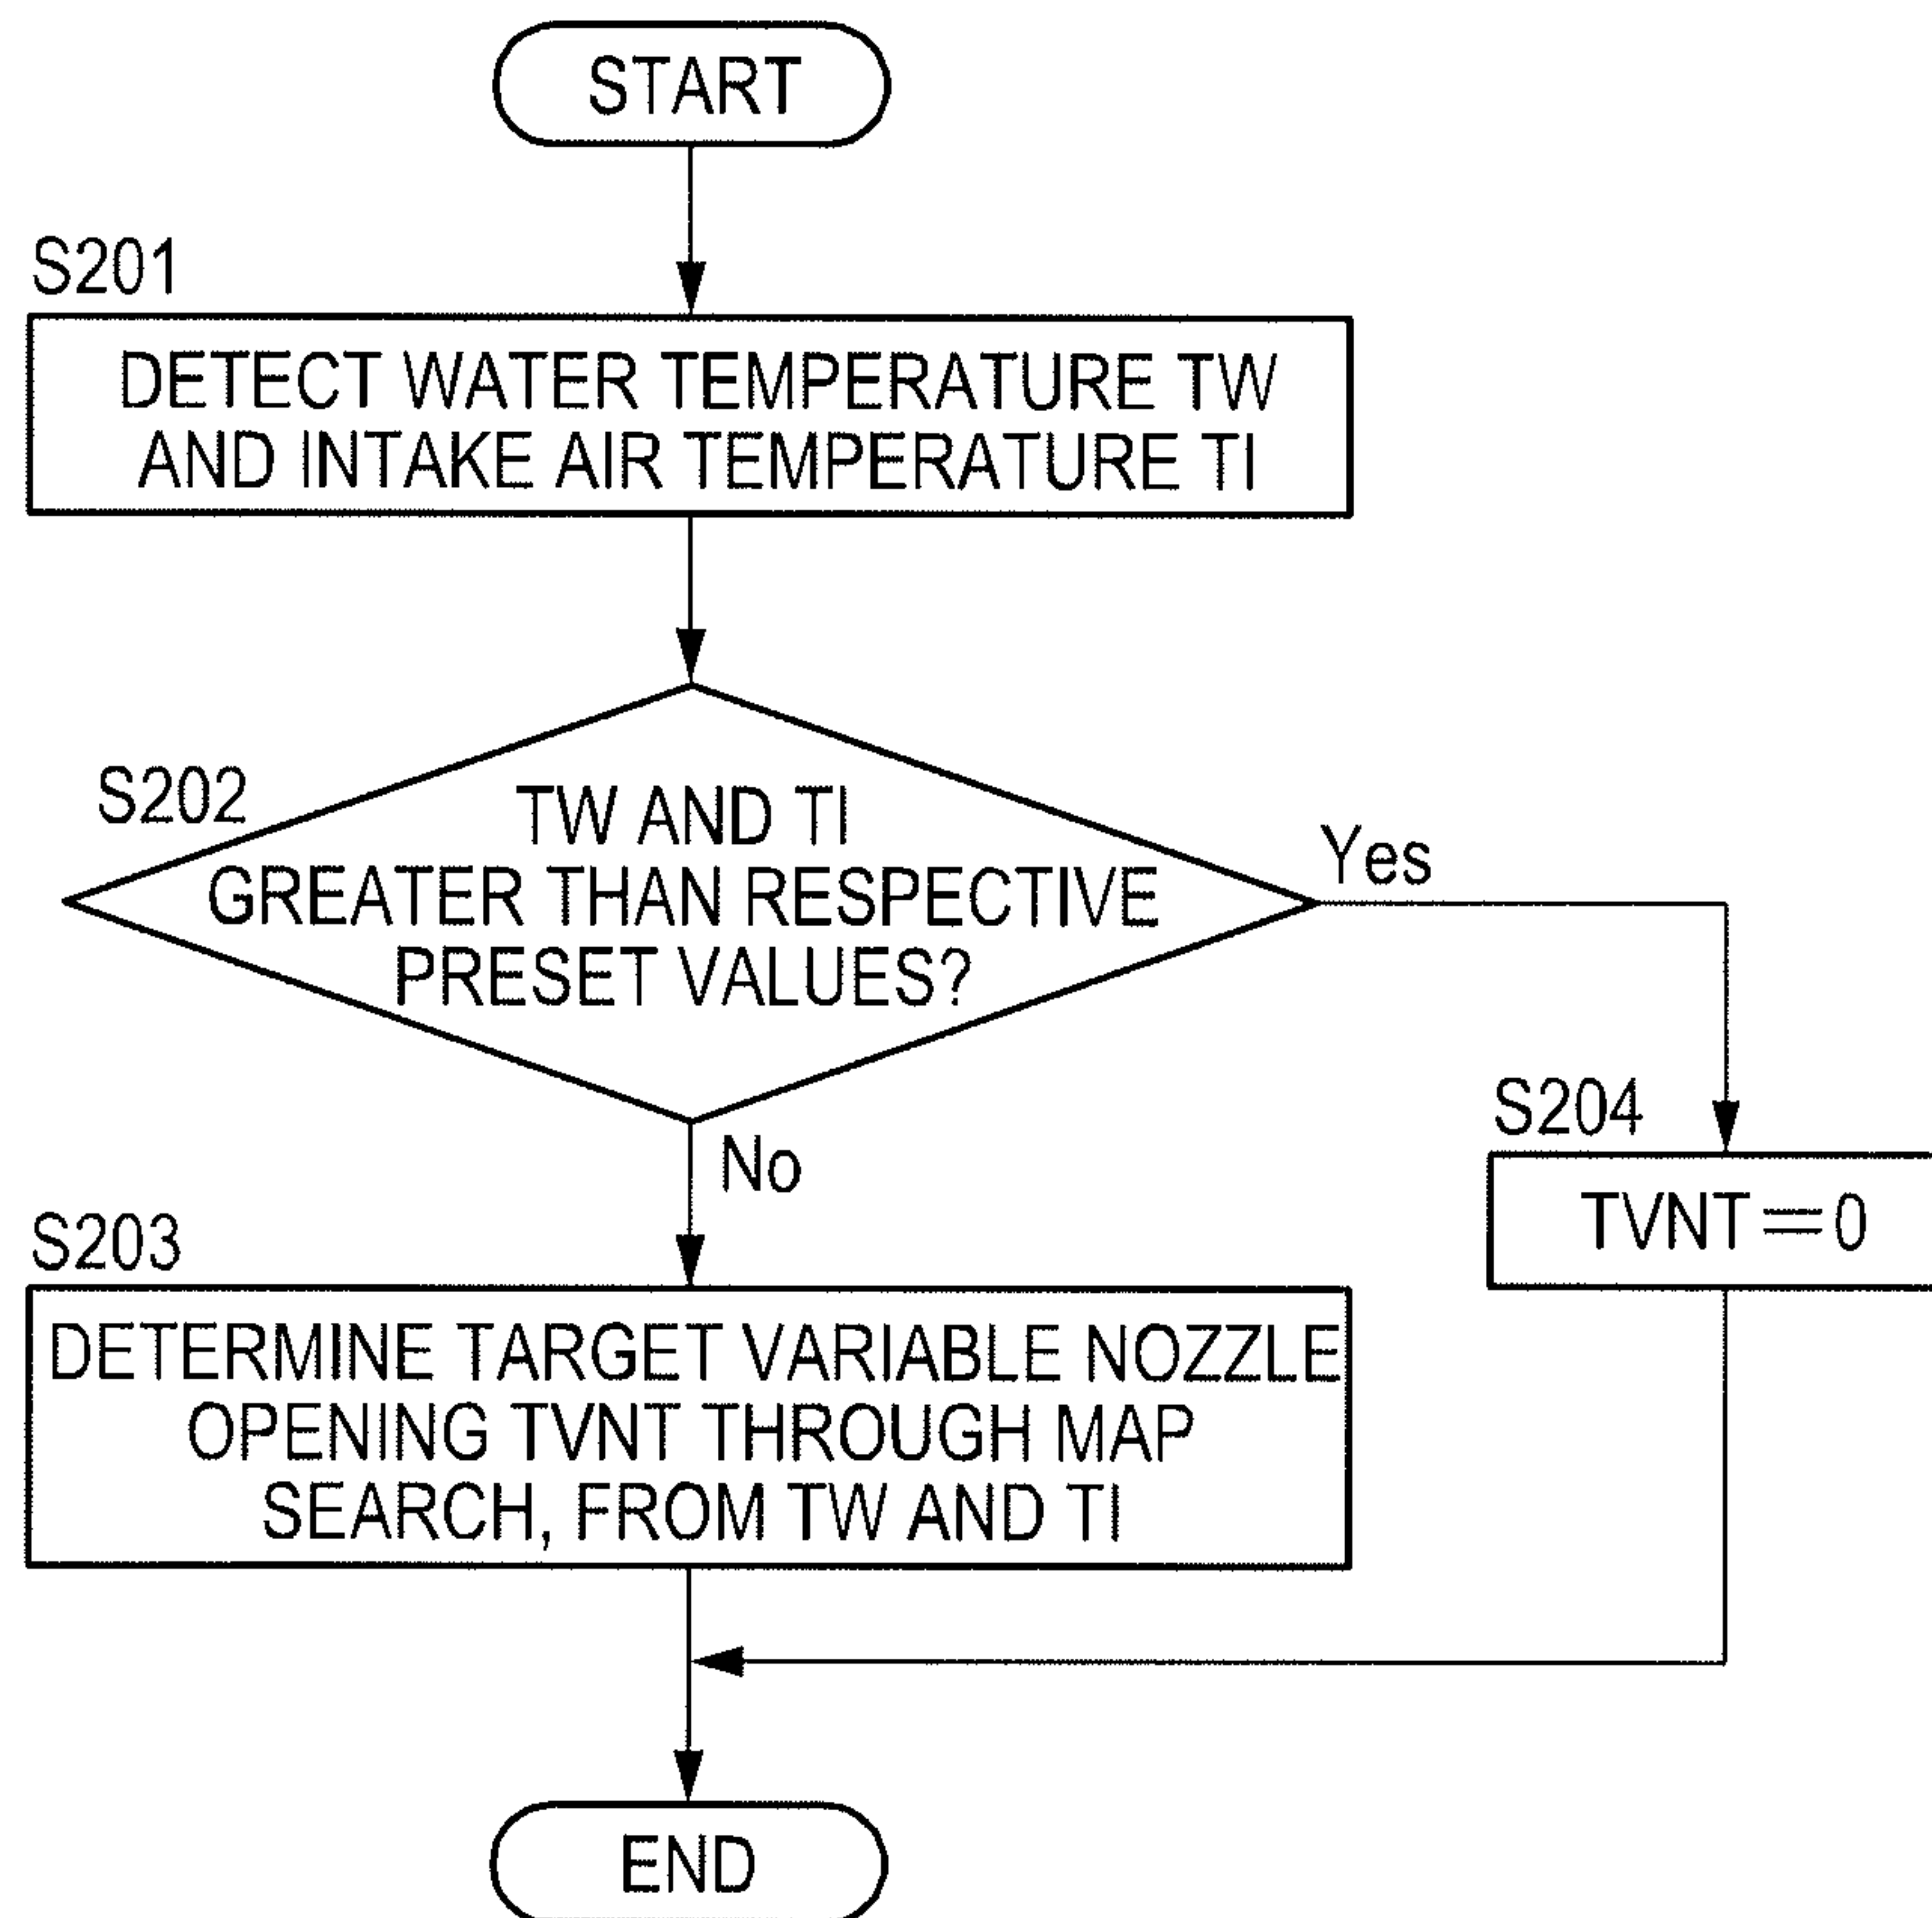 START
S201
DETECT WATER TEMPERATURE TW
AND INTAKE AIR TEMPERATURE TI
S202
TW AND TI
GREATER THAN RESPECTIVE
PRESET VALUES?
Yes
No
S204
TVNT=0
S203
DETERMINE TARGET VARIABLE NOZZLE
OPENING TVNT THROUGH MAP
SEARCH, FROM TW AND TI
END